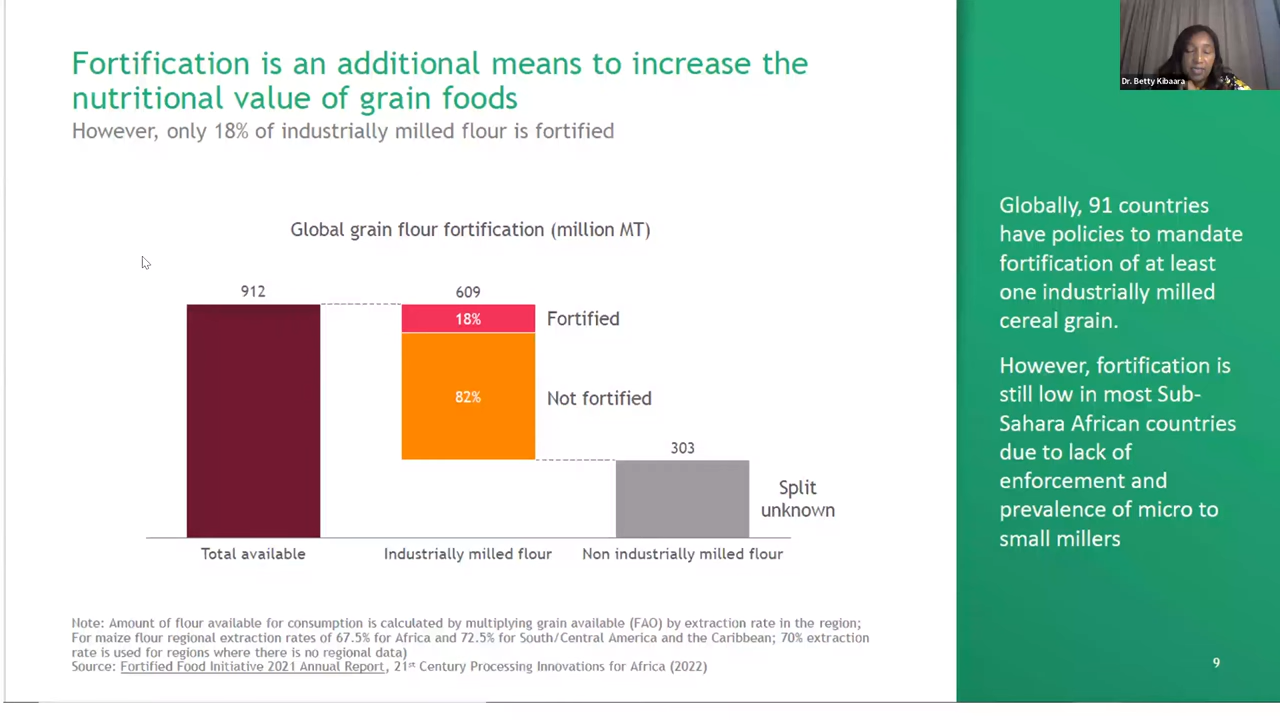 Fortification is an additional means to increase the
nutritional value of grain foods
However, only 18% of industrially milled flour is fortified
Global grain flour fortification (million MT)
912
609
18%
Fortified
82%
Not fortified
303
Split
unknown
Total available
Industrially milled flour
Non industrially milled flour
Note: Amount of flour available for consumption is calculated by multiplying grain available (FAO) by extraction rate in the region;
For maize flour regional extraction rates of 67.5% for Africa and 72.5% for South/Central America and the Caribbean; 70% extraction
rate is used for regions where there is no regional data)
Source: Fortified Food Initiative 2021 Annual Report, 21st Century Processing Innovations for Africa (2022)
Dr. Betty Kibaara
Globally, 91 countries
have policies to mandate
fortification of at least
one industrially milled
cereal grain.
However, fortification is
still low in most Sub-
Sahara African countries
due to lack of
enforcement and
prevalence of micro to
small millers
9